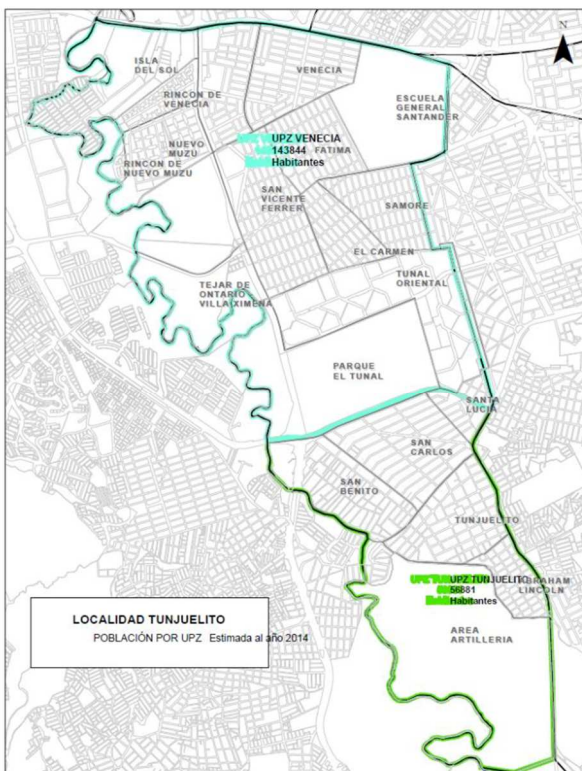 N
ISLA
DEL SOL
VENECIA
RINCON DE
VENECIA
ESCUELA
GENERAL
SANTANDER
NUEVO
MUZU
RINCON DE
NUEVO MUZU
UPZ VENECIA
143844
Habitantes
FATIMA
SAN
VICENTE
FERRER
SAMORE
EL CARMEN
TUNAL
ORIENTAL
TEJAR DE
ONTARIO
VILLA XIMENA
PARQUE
EL TUNAL
SANTA
LUCIA
SAN
CARLOS
SAN
BENITO
TUNJUELITO
UPZ TUNJUELITO
56681
Habitantes
LINCOLN
AREA
ARTILLERIA
LOCALIDAD TUNJUELITO
POBLACIÓN POR UPZ Estimada al año 2014